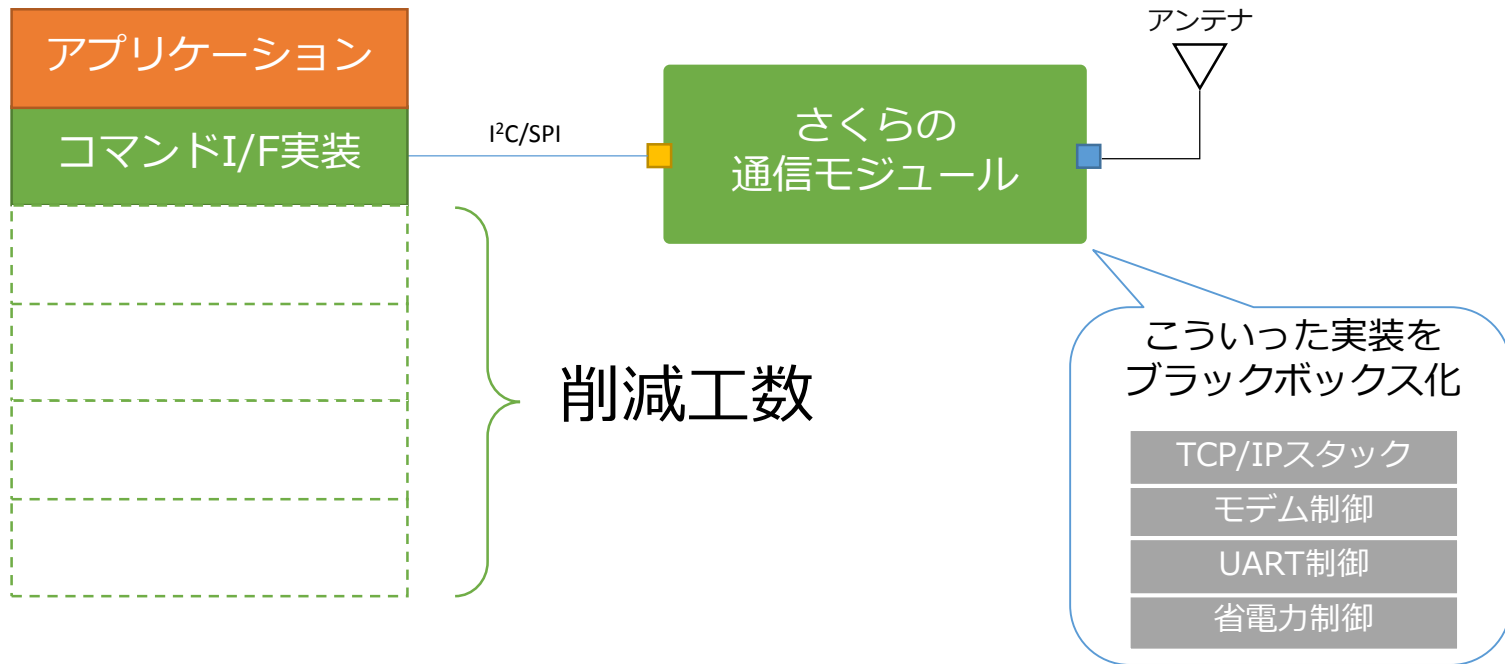 アプリケーション
コマンドI/F実装
I²C/SPI
さくらの
通信モジュール
アンテナ
削減工数
こういった実装を
ブラックボックス化
TCP/IPスタック
モデム制御
UART制御
省電力制御